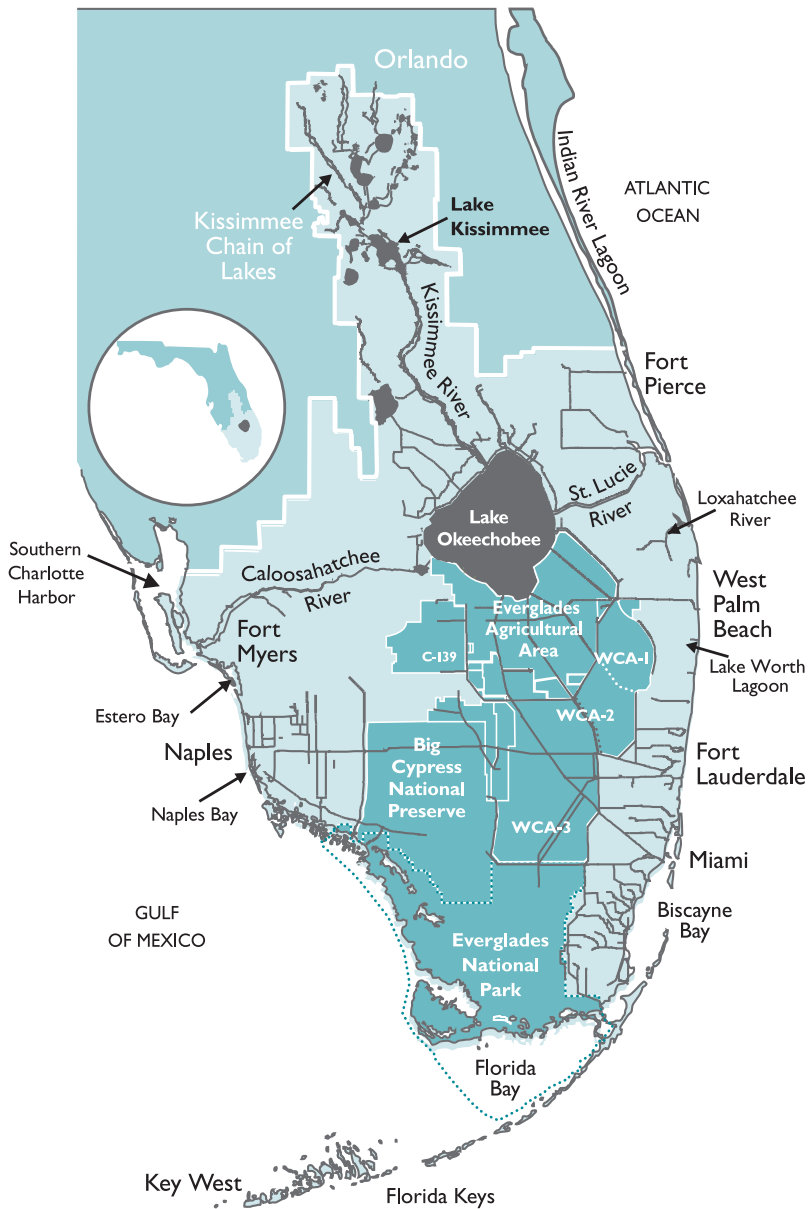 Orlando
Indian River Lagoon
ATLANTIC
OCEAN
Kissimmee
Chain of
Lakes
Lake
Kissimmee
Kissimmee River
Fort
Pierce
St. Lucie
River
Lake
Okeechobee
Loxahatchee
River
Southern
Charlotte
Harbor
Caloosahatchee
River
West
Palm
Beach
Everglades
Agricultural
Area
Fort
Myers
C-139
WCA-1
Lake Worth
Lagoon
Estero Bay
WCA-2
Naples
Big
Cypress
National
Preserve
Fort
Lauderdale
Naples Bay
WCA-3
Miami
GULF
OF MEXICO
Biscayne
Bay
Everglades
National
Park
Florida
Bay
Key West
Florida Keys